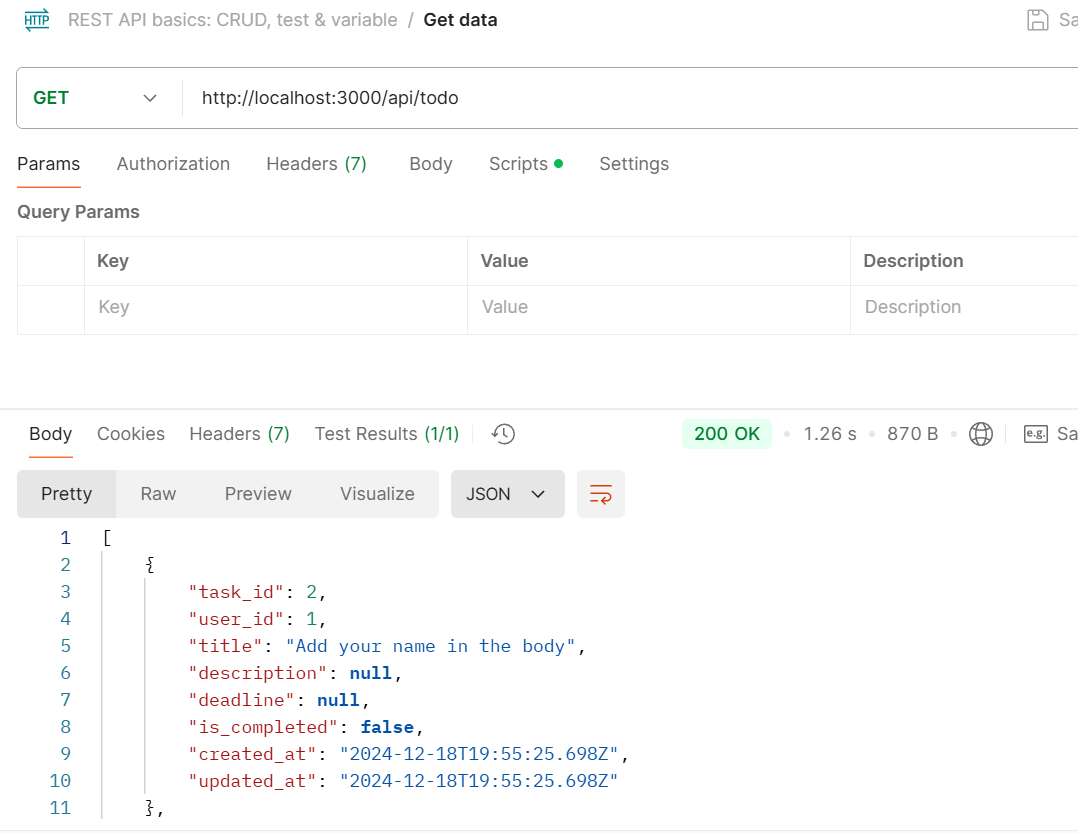 HTTP REST API basics: CRUD, test & variable / Get data Sa
GET http://localhost:3000/api/todo
Params Authorization Headers (7) Body Scripts Settings
Query Params
Key Value Description
Key Value Description
Body Cookies Headers (7) Test Results (1/1) 200 OK • 1.26 s • 870 B • e.g. Sa
Pretty Raw Preview Visualize JSON
1 [
2 {
3 "task_id": 2,
4 "user_id": 1,
5 "title": "Add your name in the body",
6 "description": null,
7 "deadline": null,
8 "is_completed": false,
9 "created_at": "2024-12-18T19:55:25.698Z",
10 "updated_at": "2024-12-18T19:55:25.698Z"
11 },